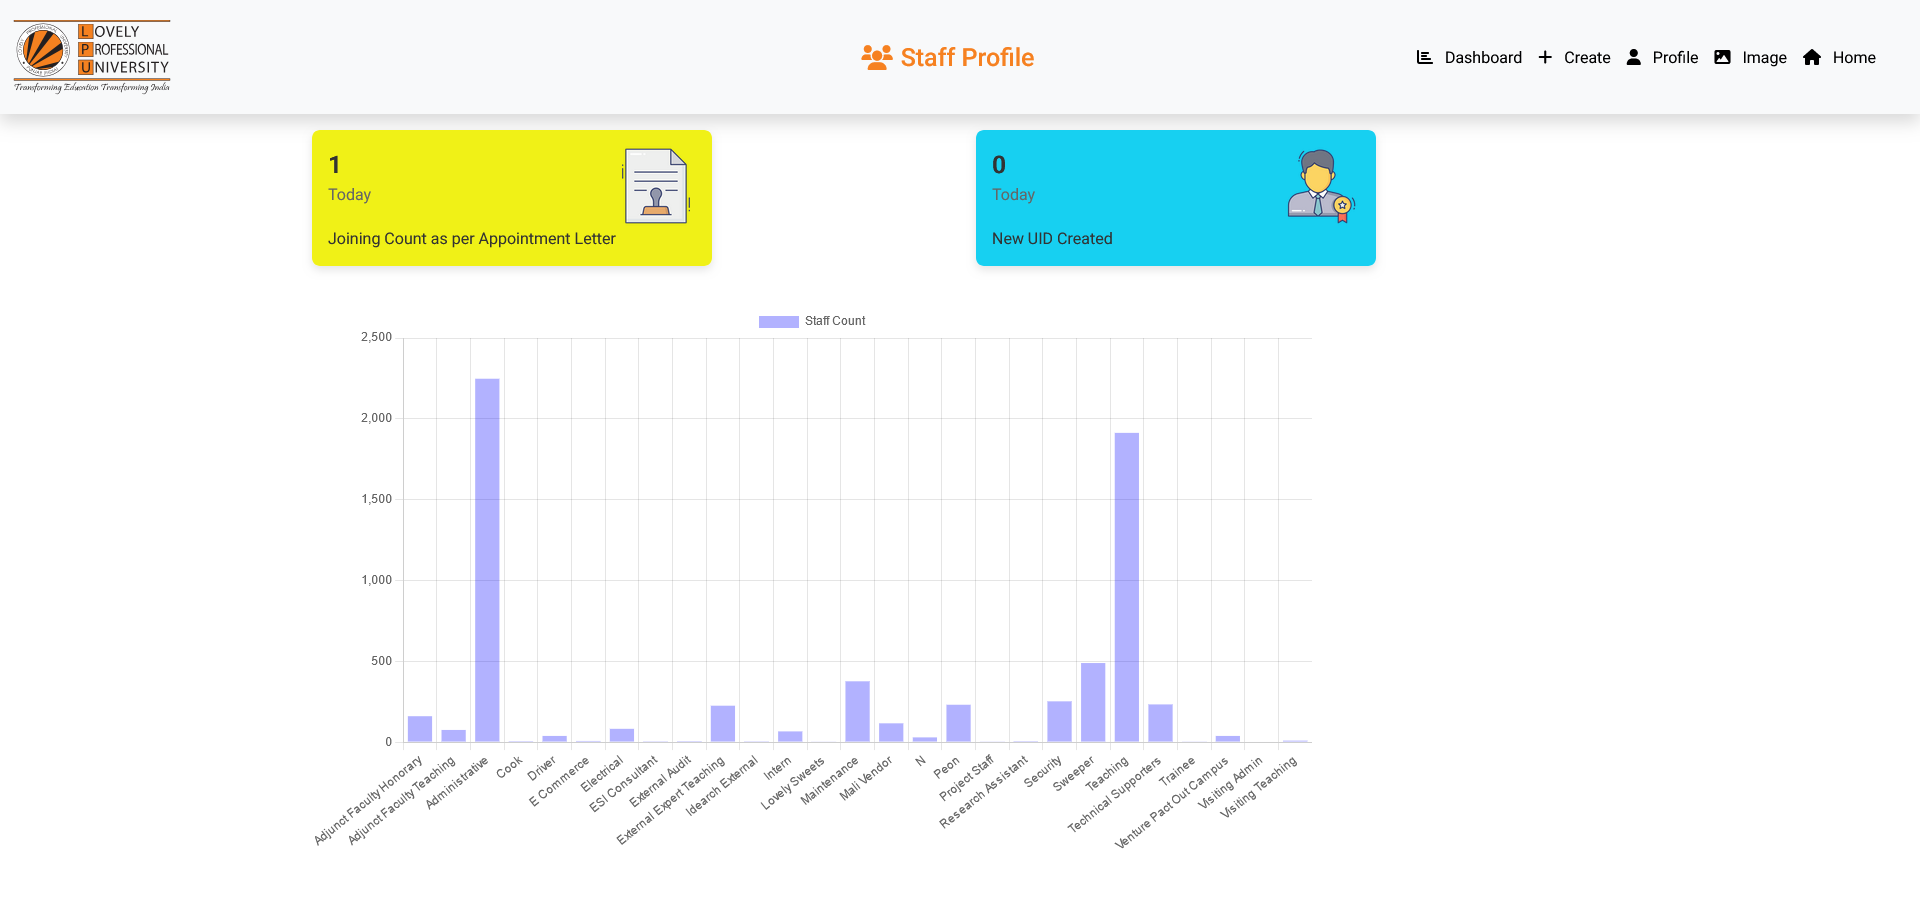 LOVELY
PROFESSIONAL
UNIVERSITY
Transforming Education Transforming India
Staff Profile
Dashboard
Create
Profile
Image
Home
1
Today
Joining Count as per Appointment Letter
0
Today
New UID Created
Staff Count
2,500
2,000
1,500
1,000
500
0
Adjunct Faculty Honorary
Adjunct Faculty Teaching
Administrative
Cook
Driver
E Commerce
Electrical
ESI Consultant
External Audit
External Expert Teaching
Idearch External
Intern
Lovely Sweets
Maintenance
Mali Vendor
N
Peon
Project Staff
Research Assistant
Security
Sweeper
Teaching
Technical Supporters
Trainee
Venture Pact Out Campus
Visiting Admin
Visiting Teaching